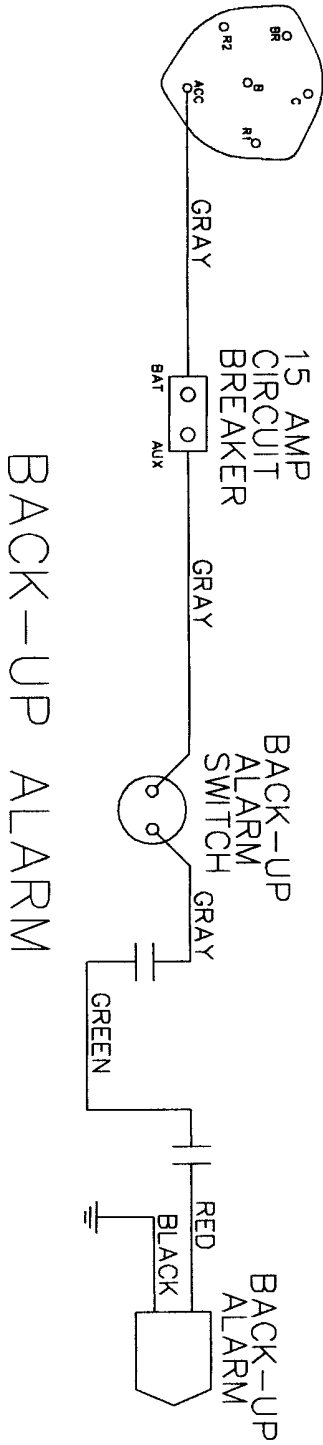 BR
C
R2
B
R1
ACC
GRAY
15 AMP
CIRCUIT
BREAKER
BAT
AUX
GRAY
BACK-UP
ALARM
SWITCH
GRAY
GREEN
RED
BLACK
BACK-UP
ALARM
BACK-UP ALARM